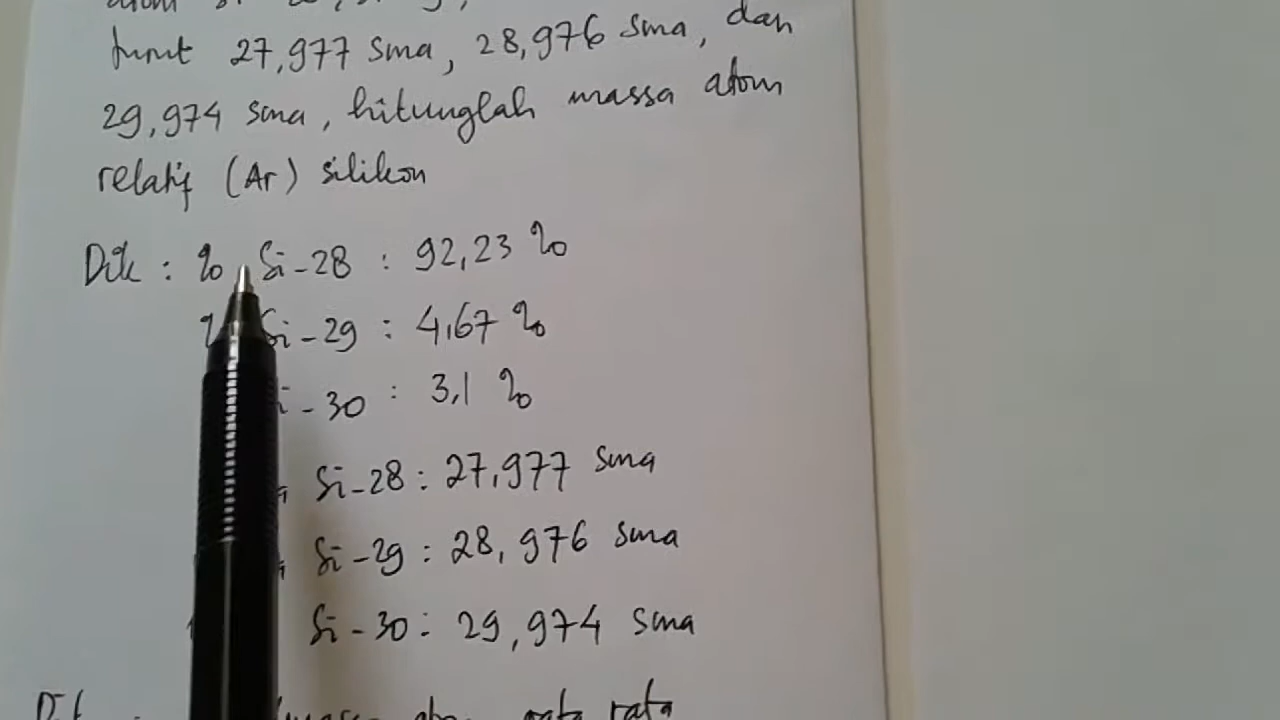 turut 27,977 sma, 28,976 sma, dan
29,974 sma, hitunglah massa atom
relatif (Ar) silikon
Dik : % Si-28 : 92,23 %
Si-29 : 4,67 %
- 30 : 3,1 %
Si-28 : 27,977 sma
Si-29 : 28,976 sma
Si-30 : 29,974 sma
rata rata